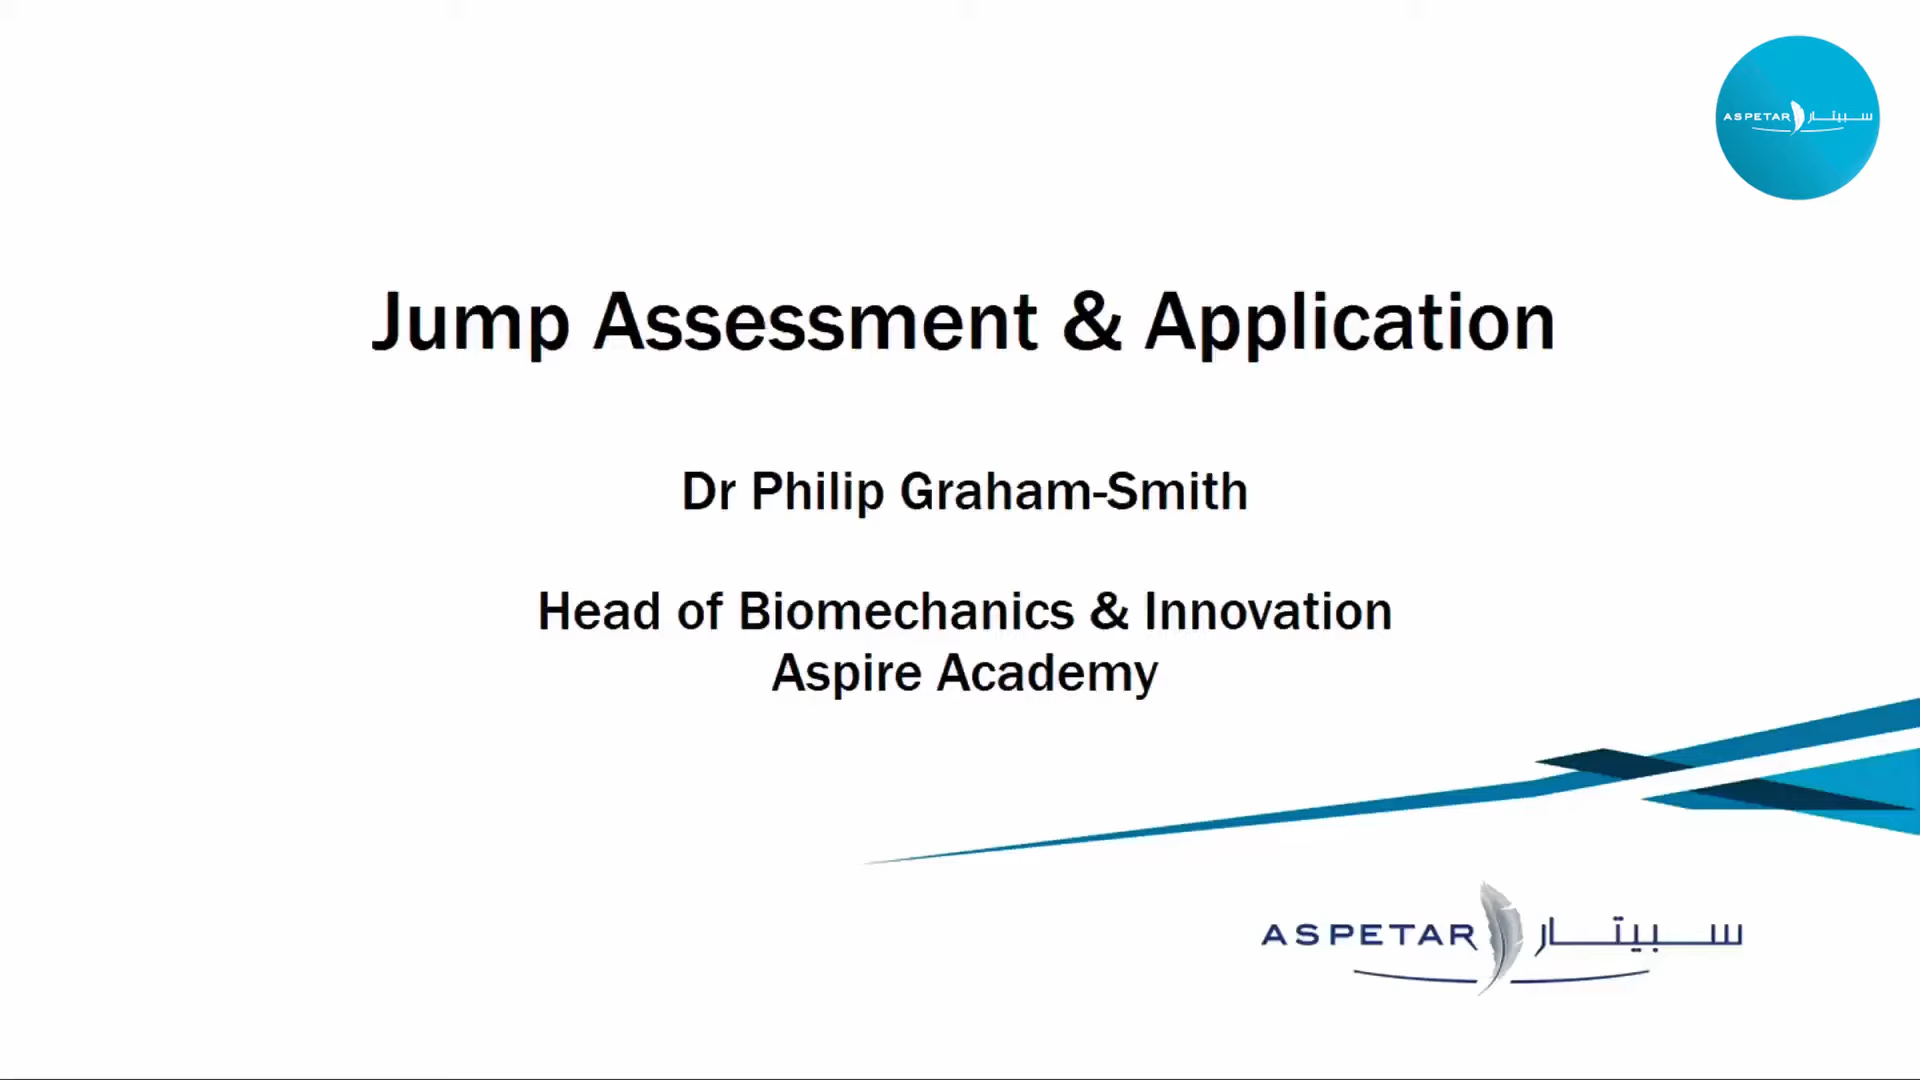 ASPETAR سبيتار
Jump Assessment & Application
Dr Philip Graham-Smith
Head of Biomechanics & Innovation
Aspire Academy
ASPETAR سبيتار